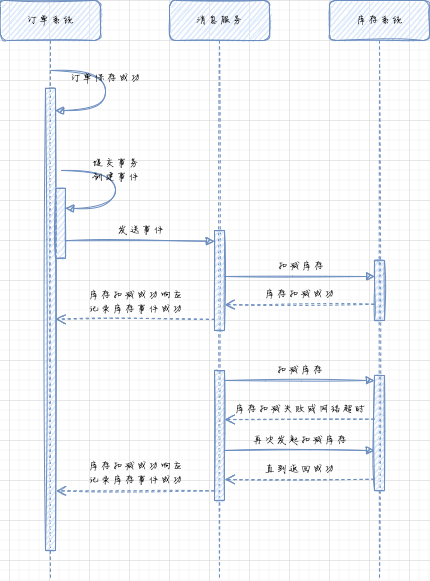 订单系统
消息服务
库存系统
订单保存成功
提交事务
创建事件
发送事件
扣减库存
库存扣减成功
库存扣减成功响应
记录库存事件成功
扣减库存
库存扣减失败或网络超时
再次发起扣减库存
直到返回成功
库存扣减成功响应
记录库存事件成功